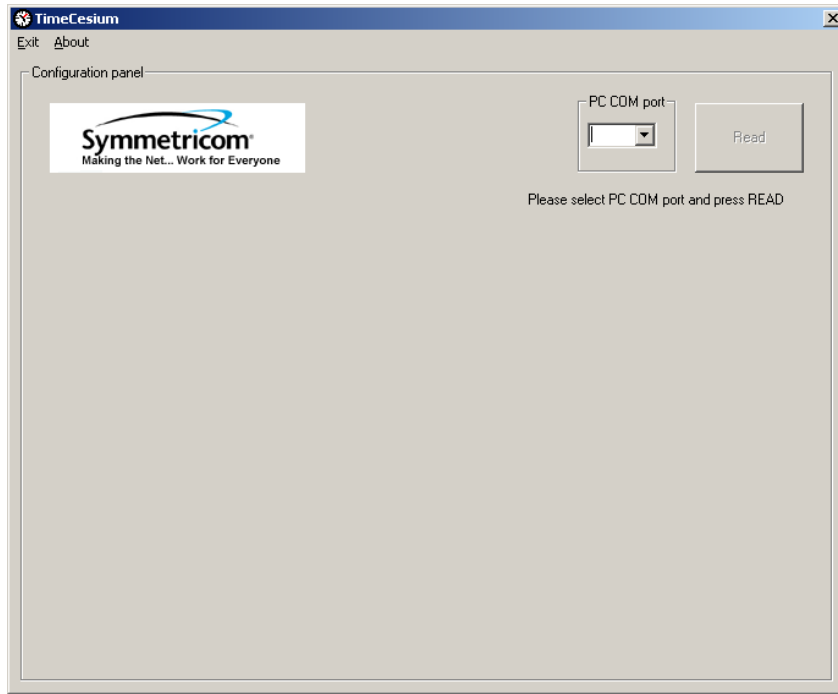 TimeCesium
Exit About
Configuration panel
PC COM port
Symmetricom
Making the Net... Work for Everyone
Read
Please select PC COM port and press READ